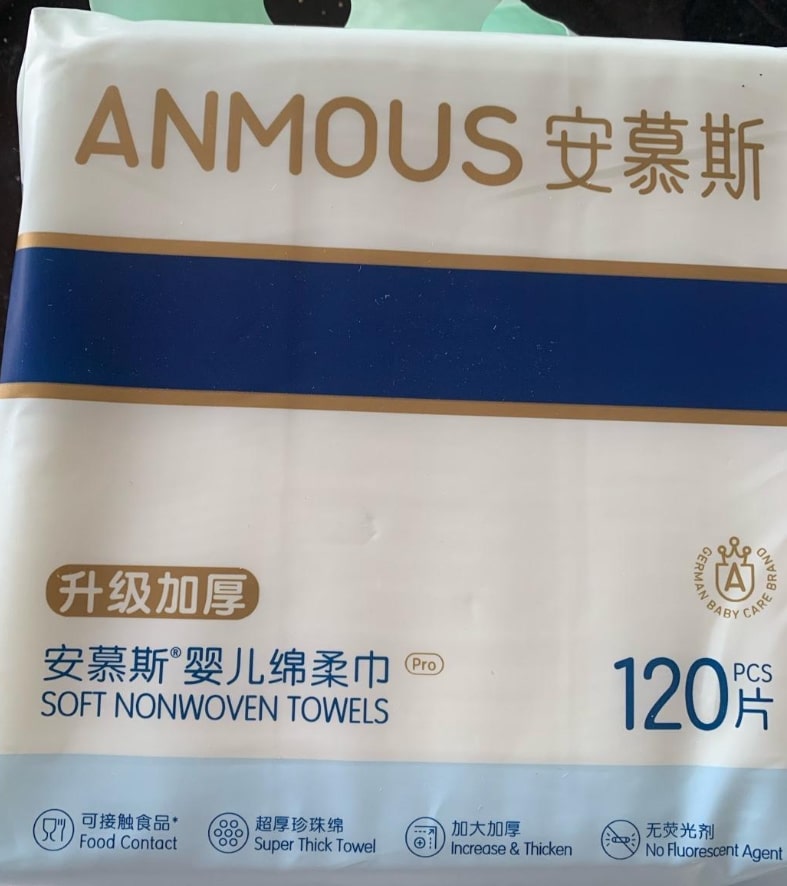 ANMOUS 安慕斯
GERMAN BABY CARE BRAND
A
升级加厚
安慕斯®婴儿绵柔巾 Pro
SOFT NONWOVEN TOWELS
120 PCS
片
可接触食品*
Food Contact
超厚珍珠绵
Super Thick Towel
加大加厚
Increase & Thicken
无荧光剂
No Fluorescent Agent